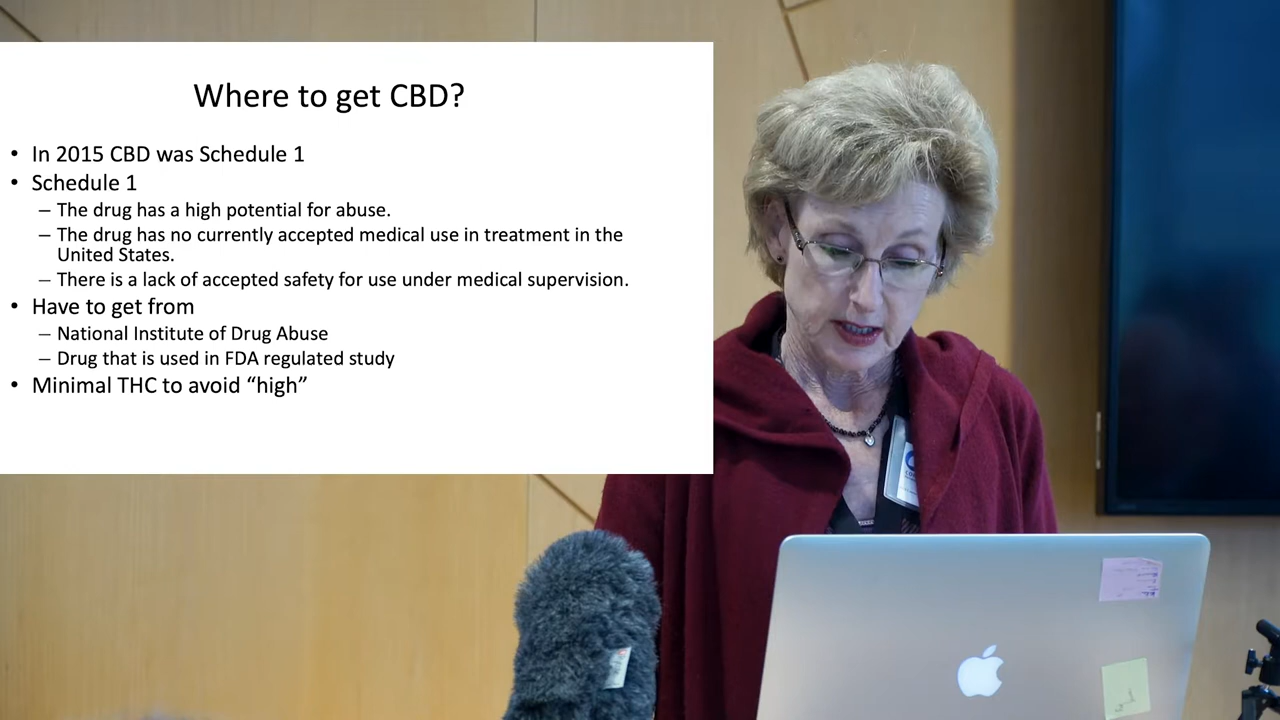 Where to get CBD?
• In 2015 CBD was Schedule 1
• Schedule 1
– The drug has a high potential for abuse.
– The drug has no currently accepted medical use in treatment in the
United States.
– There is a lack of accepted safety for use under medical supervision.
• Have to get from
– National Institute of Drug Abuse
– Drug that is used in FDA regulated study
• Minimal THC to avoid “high”